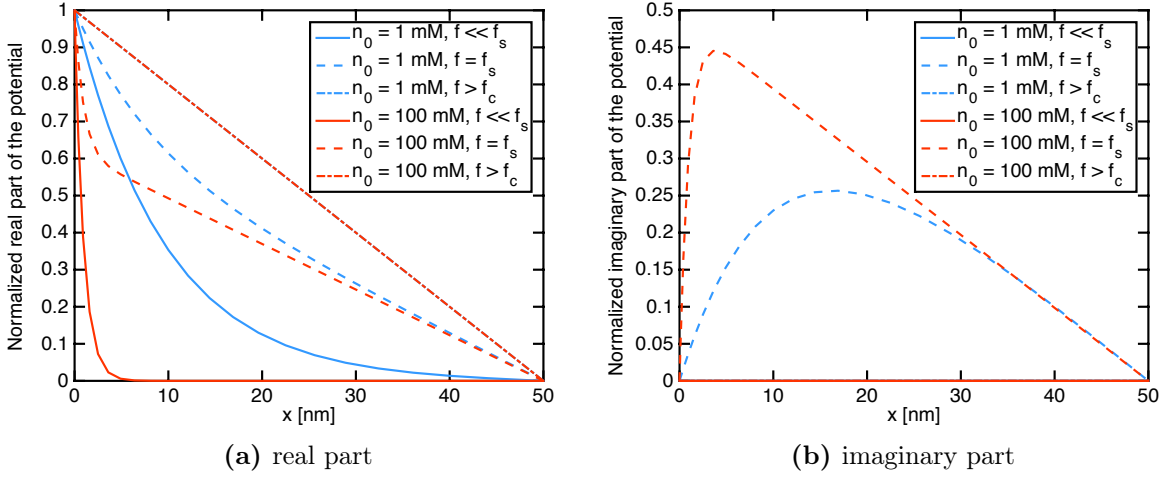 Normalized real part of the potential
1
0.9
0.8
0.7
0.6
0.5
0.4
0.3
0.2
0.1
0
0
10
20
30
40
50
x [nm]
n0 = 1 mM, f << fs
n0 = 1 mM, f = fs
n0 = 1 mM, f > fc
n0 = 100 mM, f << fs
n0 = 100 mM, f = fs
n0 = 100 mM, f > fc
(a) real part
Normalized imaginary part of the potential
0.5
0.45
0.4
0.35
0.3
0.25
0.2
0.15
0.1
0.05
0
0
10
20
30
40
50
x [nm]
n0 = 1 mM, f << fs
n0 = 1 mM, f = fs
n0 = 1 mM, f > fc
n0 = 100 mM, f << fs
n0 = 100 mM, f = fs
n0 = 100 mM, f > fc
(b) imaginary part